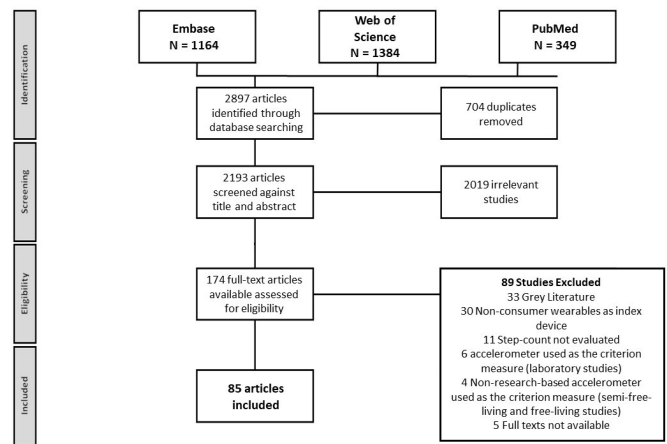 Embase
N = 1164
Web of
Science
N = 1384
PubMed
N = 349
Identification
2897 articles
identified through
database searching
704 duplicates
removed
Screening
2193 articles
screened against
title and abstract
2019 irrelevant
studies
Eligibility
174 full-text articles
available assessed
for eligibility
89 Studies Excluded
33 Grey Literature
30 Non-consumer wearables as index
device
11 Step-count not evaluated
6 accelerometer used as the criterion
measure (laboratory studies)
4 Non-research-based accelerometer
used as the criterion measure (semi-free-
living and free-living studies)
5 Full texts not available
Included
85 articles
included